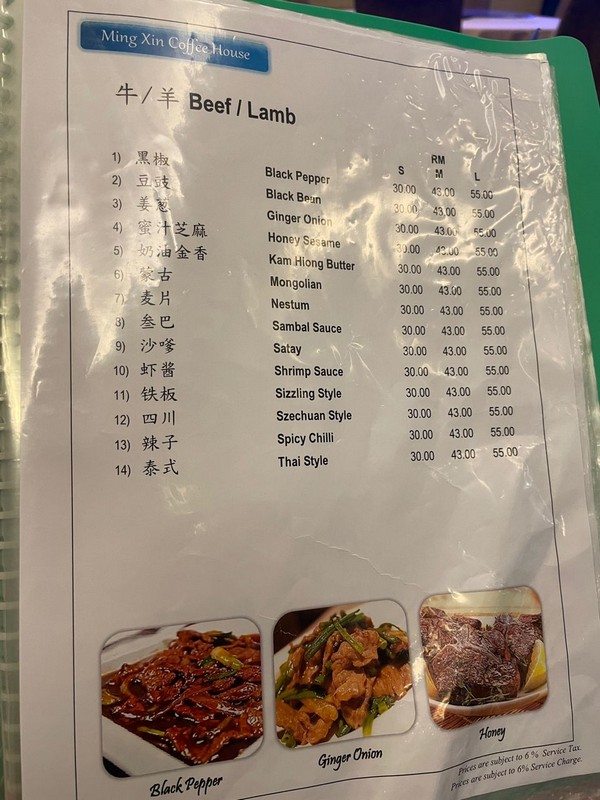 Ming Xin Coffee House
牛/羊 Beef / Lamb
RM
S M L
1) 黑椒 Black Pepper 30.00 43.00 55.00
2) 豆豉 Black Bean 30.00 43.00 55.00
3) 姜葱 Ginger Onion 30.00 43.00 55.00
4) 蜜汁芝麻 Honey Sesame 30.00 43.00 55.00
5) 奶油金香 Kam Hiong Butter 30.00 43.00 55.00
6) 蒙古 Mongolian 30.00 43.00 55.00
7) 麦片 Nestum 30.00 43.00 55.00
8) 叁巴 Sambal Sauce 30.00 43.00 55.00
9) 沙嗲 Satay 30.00 43.00 55.00
10) 虾酱 Shrimp Sauce 30.00 43.00 55.00
11) 铁板 Sizzling Style 30.00 43.00 55.00
12) 四川 Szechuan Style 30.00 43.00 55.00
13) 辣子 Spicy Chilli 30.00 43.00 55.00
14) 泰式 Thai Style 30.00 43.00 55.00
Black Pepper
Ginger Onion
Honey
Prices are subject to 6 % Service Tax.
Prices are subject to 6% Service Charge.